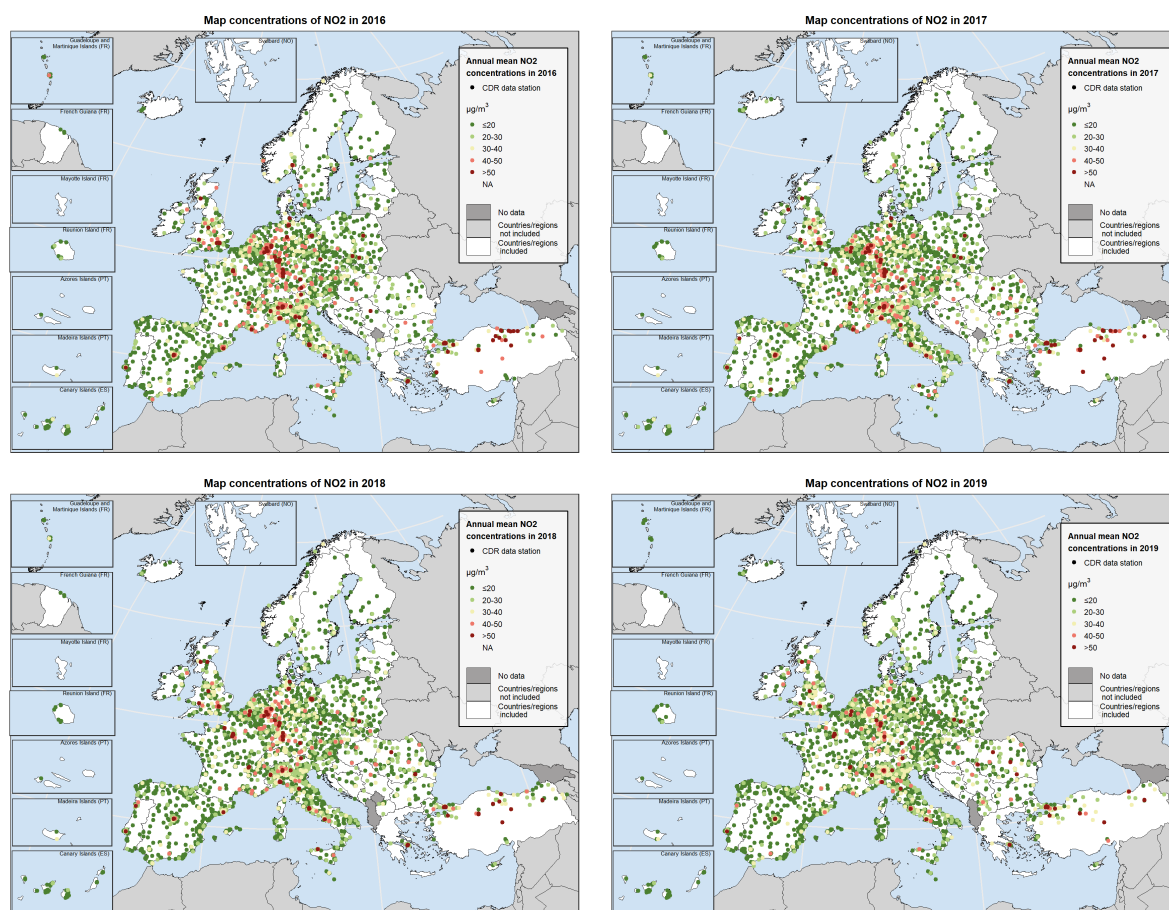 Map concentrations of NO2 in 2016
Guadeloupe and
Martinique Islands (FR)
Svalbard (NO)
French Guiana (FR)
Mayotte Island (FR)
Reunion Island (FR)
Azores Islands (PT)
Madeira Islands (PT)
Canary Islands (ES)
Annual mean NO2
concentrations in 2016
CDR data station
µg/m³
≤20
20-30
30-40
40-50
>50
NA
No data
Countries/regions
not included
Countries/regions
included
Map concentrations of NO2 in 2017
Guadeloupe and
Martinique Islands (FR)
Svalbard (NO)
French Guiana (FR)
Mayotte Island (FR)
Reunion Island (FR)
Azores Islands (PT)
Madeira Islands (PT)
Canary Islands (ES)
Annual mean NO2
concentrations in 2017
CDR data station
µg/m³
≤20
20-30
30-40
40-50
>50
NA
No data
Countries/regions
not included
Countries/regions
included
Map concentrations of NO2 in 2018
Guadeloupe and
Martinique Islands (FR)
Svalbard (NO)
French Guiana (FR)
Mayotte Island (FR)
Reunion Island (FR)
Azores Islands (PT)
Madeira Islands (PT)
Canary Islands (ES)
Annual mean NO2
concentrations in 2018
CDR data station
µg/m³
≤20
20-30
30-40
40-50
>50
NA
No data
Countries/regions
not included
Countries/regions
included
Map concentrations of NO2 in 2019
Guadeloupe and
Martinique Islands (FR)
Svalbard (NO)
French Guiana (FR)
Mayotte Island (FR)
Reunion Island (FR)
Azores Islands (PT)
Madeira Islands (PT)
Canary Islands (ES)
Annual mean NO2
concentrations in 2019
CDR data station
µg/m³
≤20
20-30
30-40
40-50
>50
No data
Countries/regions
not included
Countries/regions
included